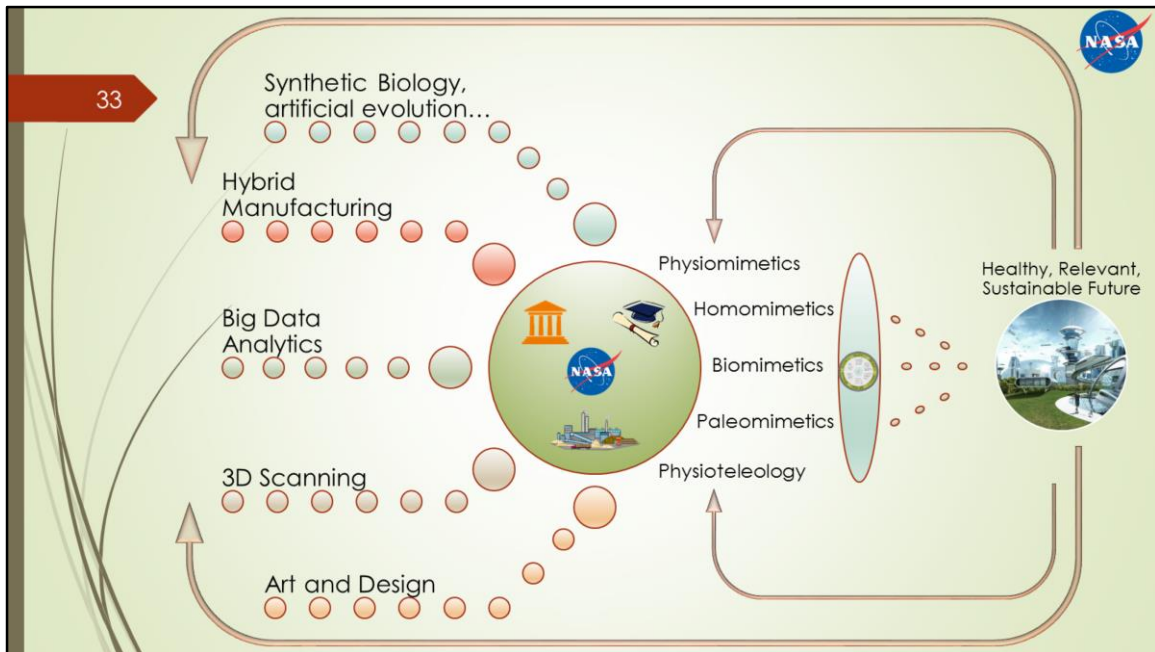 NASA
33
Synthetic Biology,
artificial evolution…
Hybrid
Manufacturing
Big Data
Analytics
3D Scanning
Art and Design
NASA
Physiomimetics
Homomimetics
Biomimetics
Paleomimetics
Physioteleology
Healthy, Relevant,
Sustainable Future